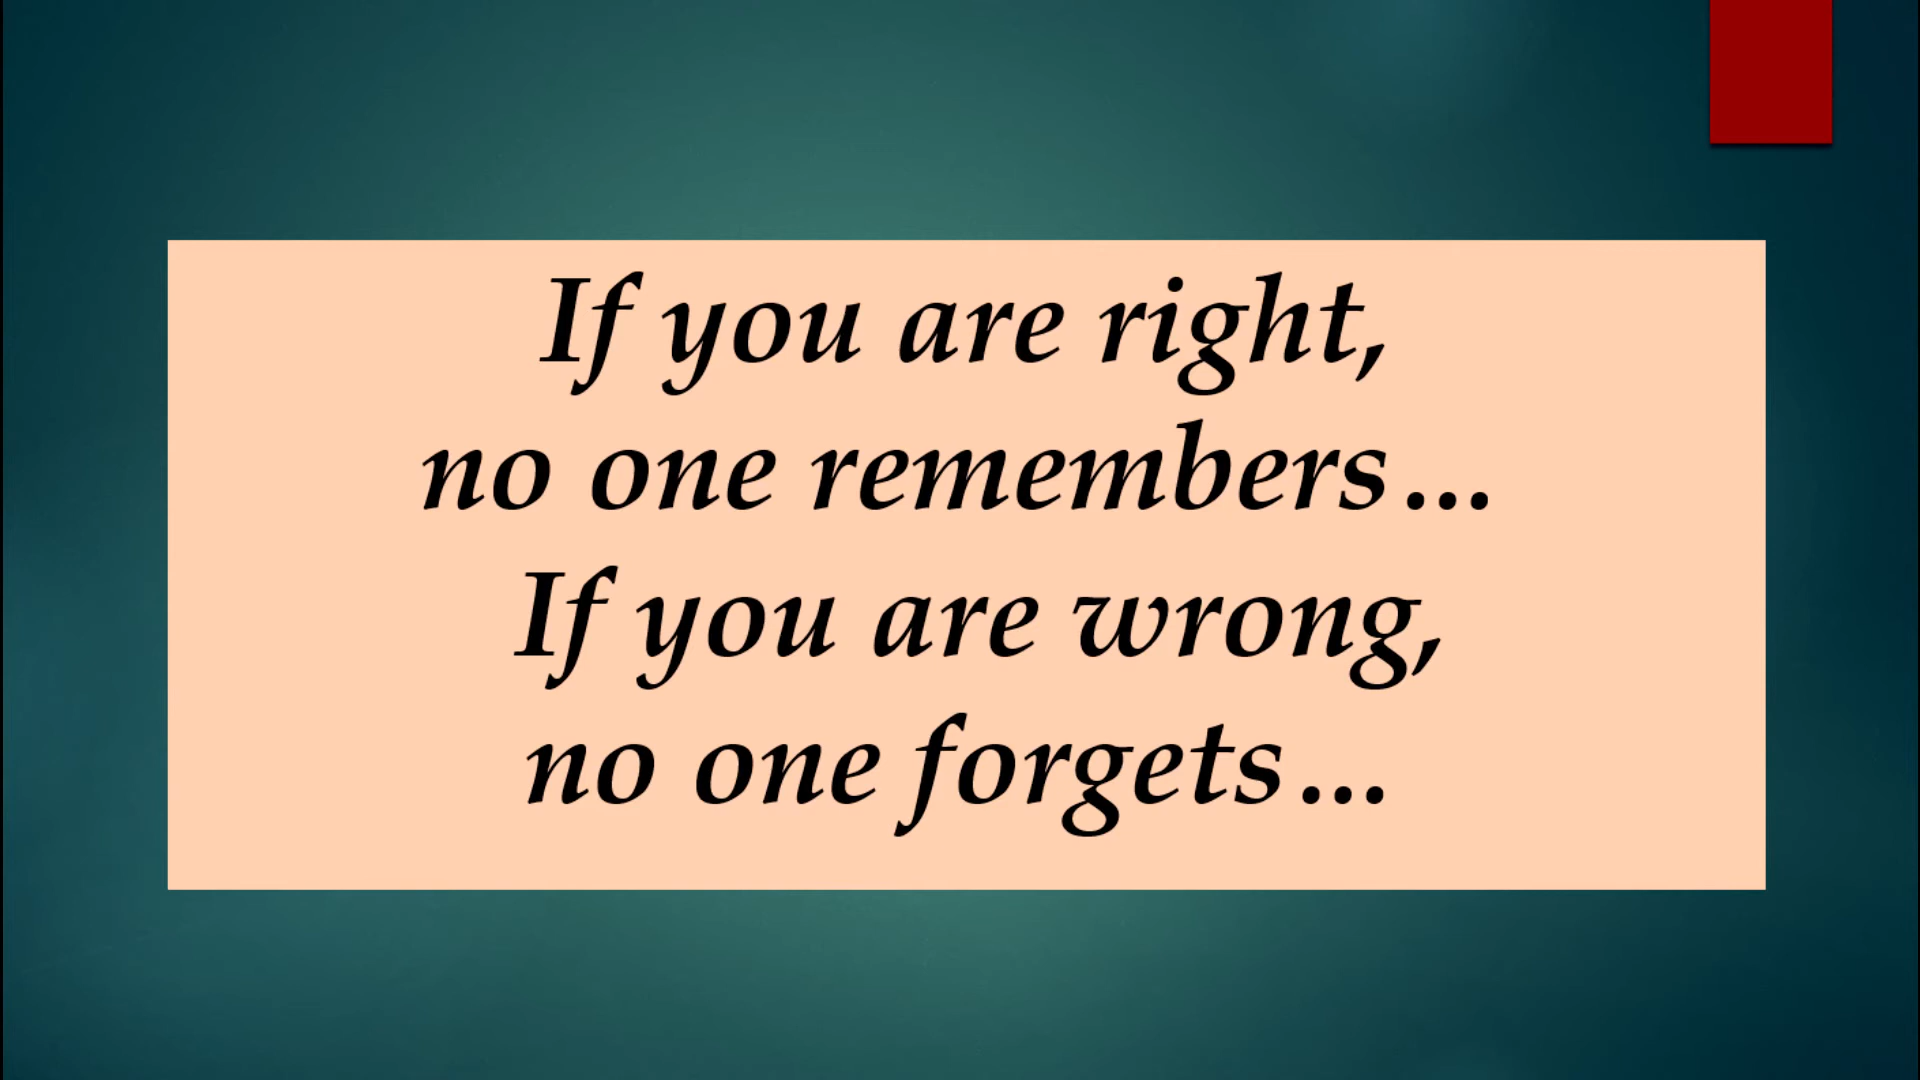 If you are right,
no one remembers...
If you are wrong,
no one forgets...